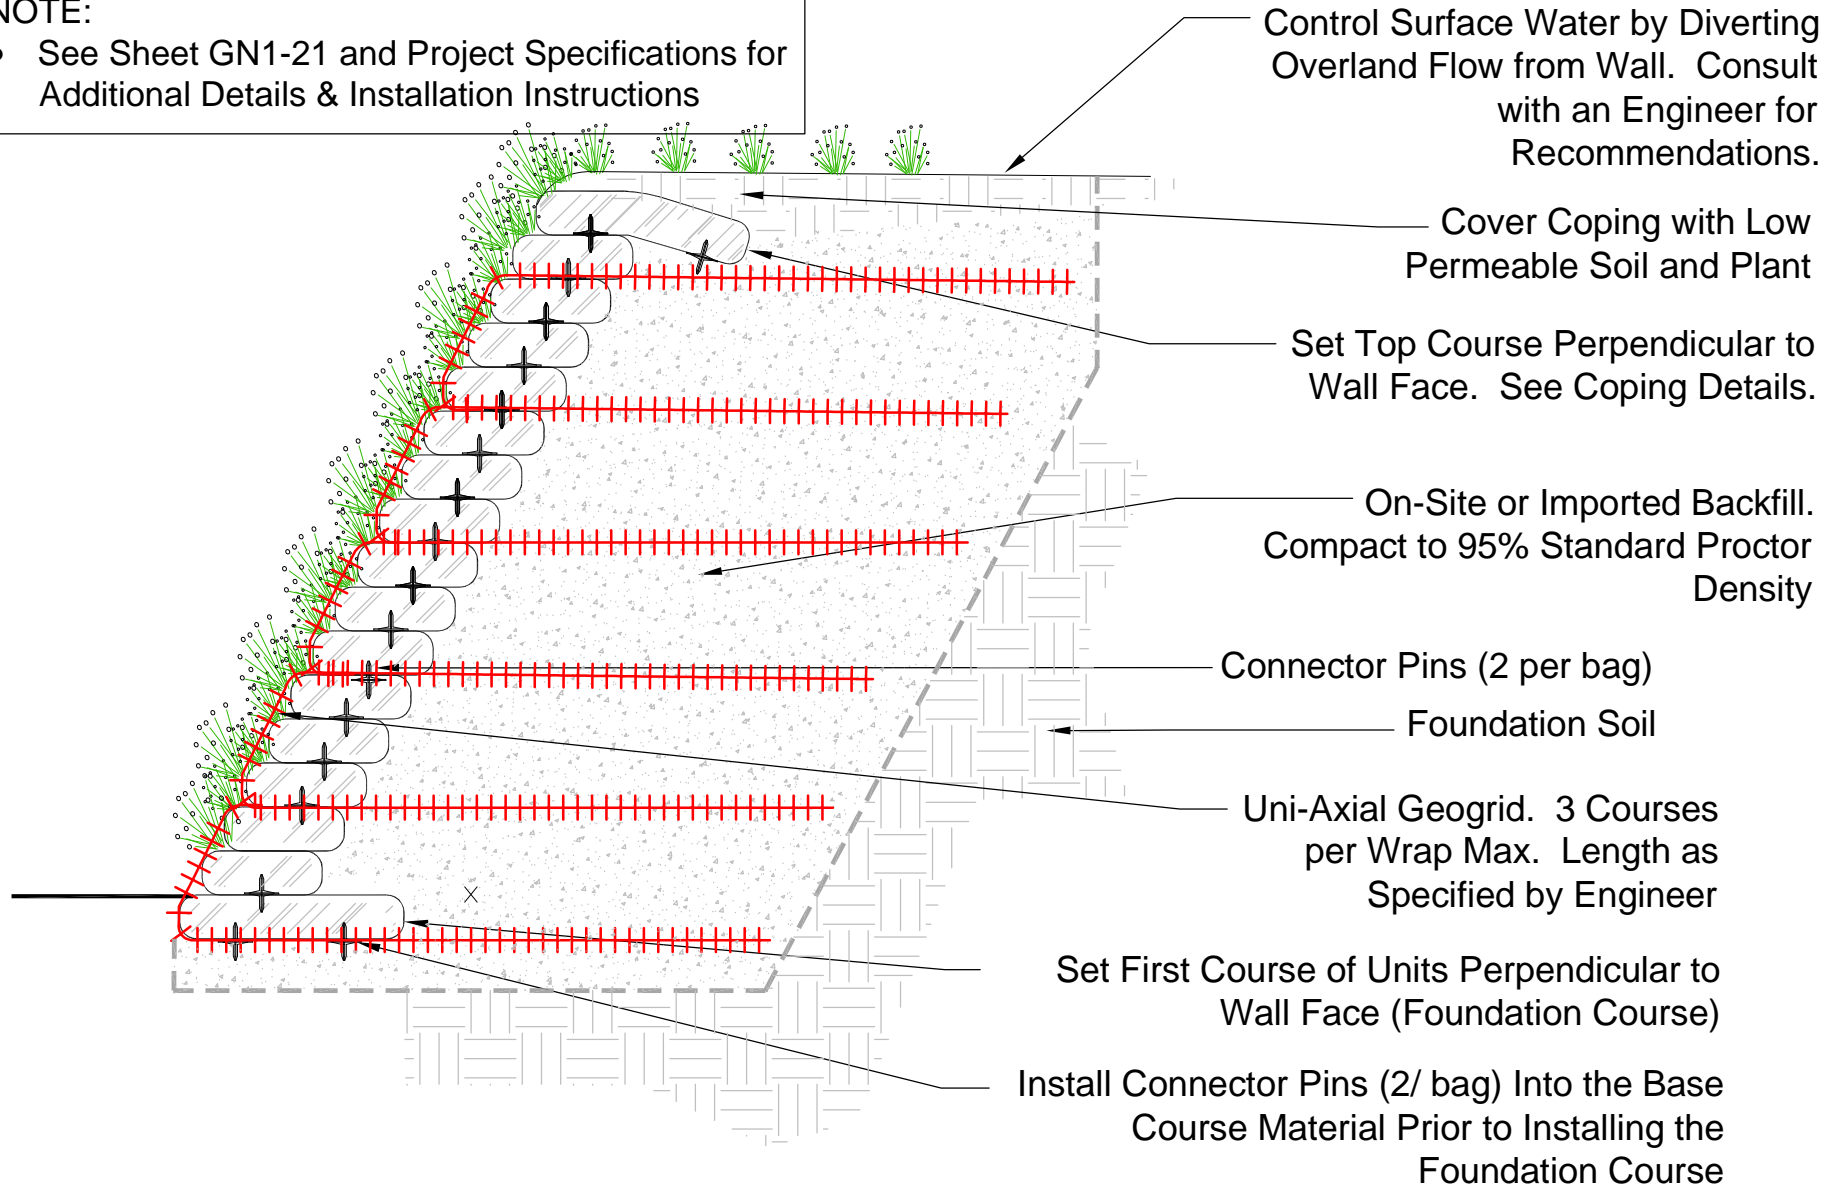 NOTE:
• See Sheet GN1-21 and Project Specifications for
Additional Details & Installation Instructions
Control Surface Water by Diverting
Overland Flow from Wall. Consult
with an Engineer for
Recommendations.
Cover Coping with Low
Permeable Soil and Plant
Set Top Course Perpendicular to
Wall Face. See Coping Details.
On-Site or Imported Backfill.
Compact to 95% Standard Proctor
Density
Connector Pins (2 per bag)
Foundation Soil
Uni-Axial Geogrid. 3 Courses
per Wrap Max. Length as
Specified by Engineer
Set First Course of Units Perpendicular to
Wall Face (Foundation Course)
Install Connector Pins (2/ bag) Into the Base
Course Material Prior to Installing the
Foundation Course